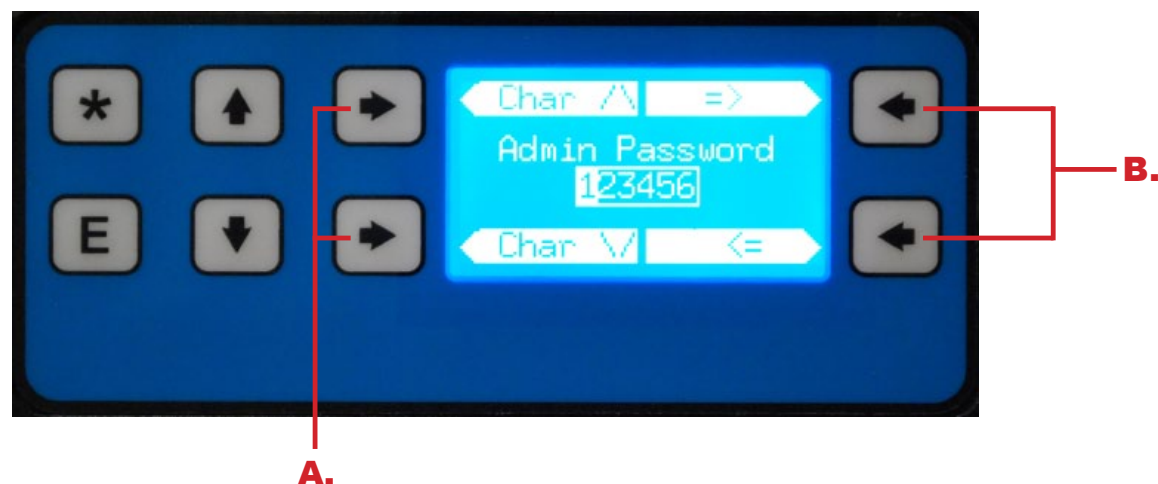 *
Char /\ =>
Admin Password
123456
B.
E
Char \/ <=
A.